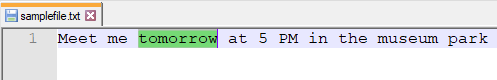 samplefile.txt
1 Meet me tomorrow at 5 PM in the museum park